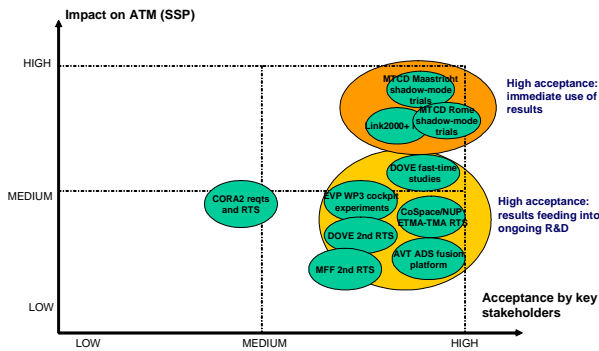 Impact on ATM (SSP)
HIGH
MTCD Maastricht
shadow-mode
trials
MTCD Rome
shadow-mode
trials
Link2000+
High acceptance:
immediate use of
results
DOVE fast-time
studies
MEDIUM
CORA2 reqts
and RTS
EVP WP3 cockpit
experiments
CoSpace/NUP
ETMA-TMA RTS
High acceptance:
results feeding into
ongoing R&D
DOVE 2nd RTS
AVT ADS fusion
platform
MFF 2nd RTS
LOW
Acceptance by key
stakeholders
LOW
MEDIUM
HIGH